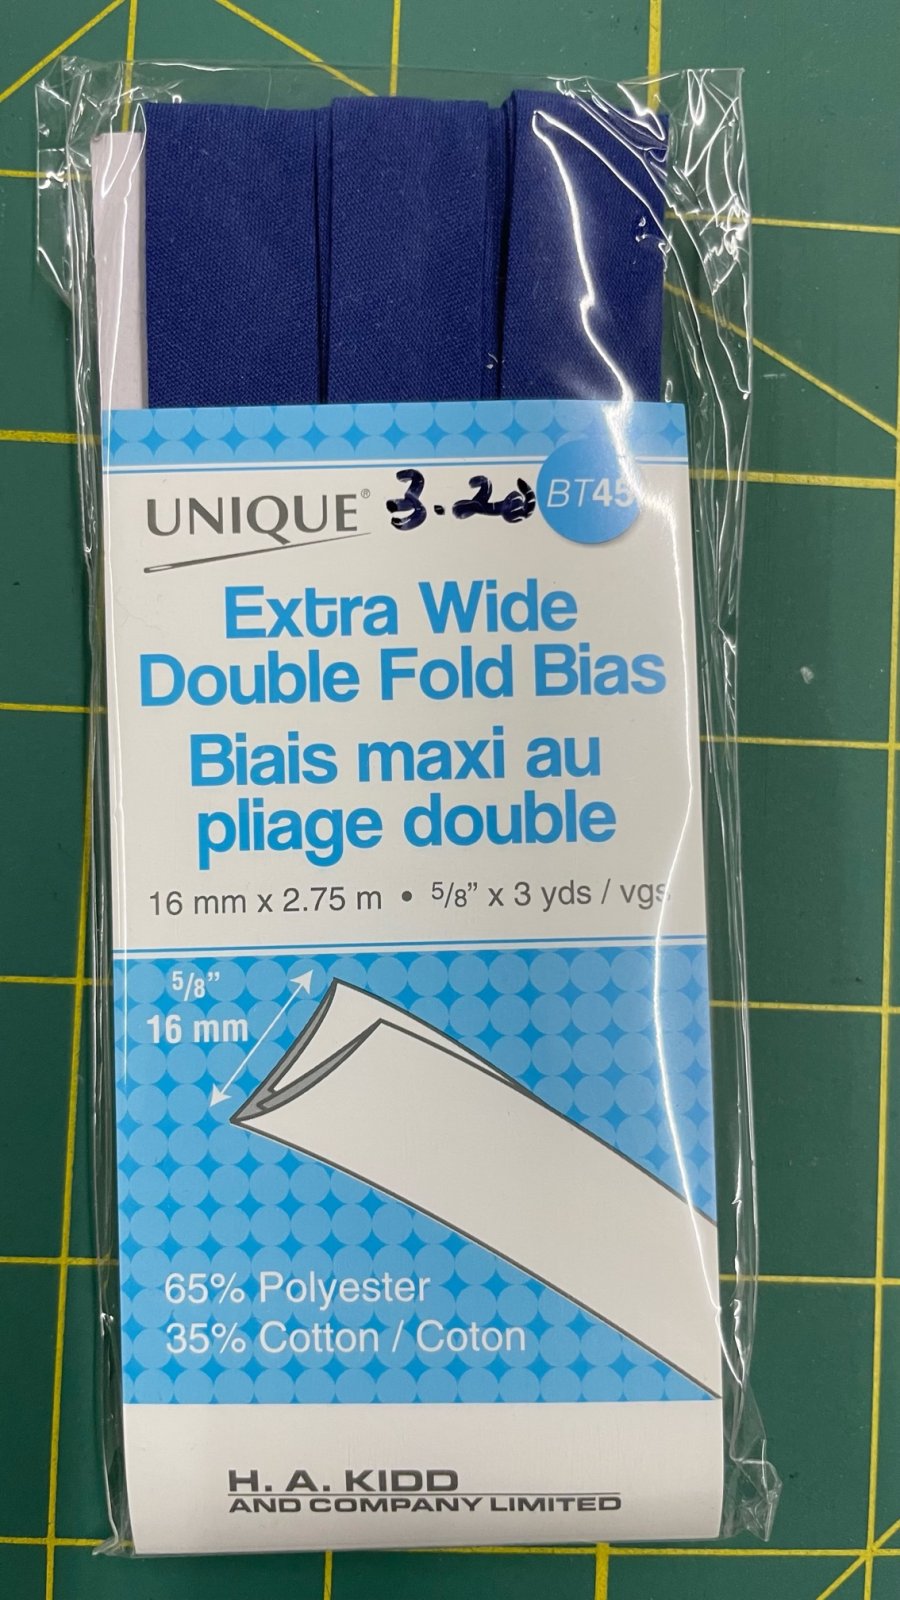 UNIQUE® 3.20 BT45
Extra Wide
Double Fold Bias
Biais maxi au
pliage double
16 mm x 2.75 m • 5/8" x 3 yds / vgs
5/8"
16 mm
65% Polyester
35% Cotton / Coton
H. A. KIDD
AND COMPANY LIMITED